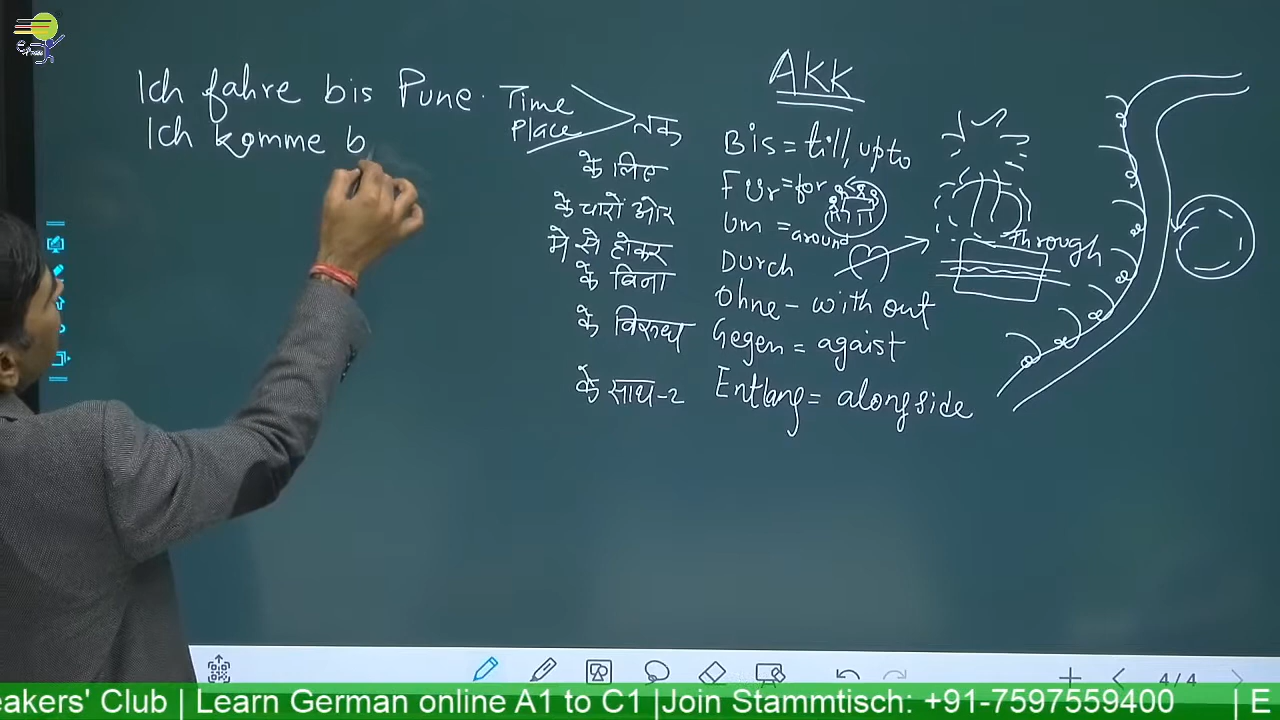 Ich fahre bis Pune.
Ich komme b
Time
Place
तक
के लिए
के चारों ओर
मे से होकर
के बिना
के विरुध
के साथ-2
AKK
Bis = till, upto
Für = for
Um = around
Durch
Through
Ohne - with out
Gegen = agaist
Entlang = alongside
4/4
eakers' Club | Learn German online A1 to C1 |Join Stammtisch: +91-7597559400 | E